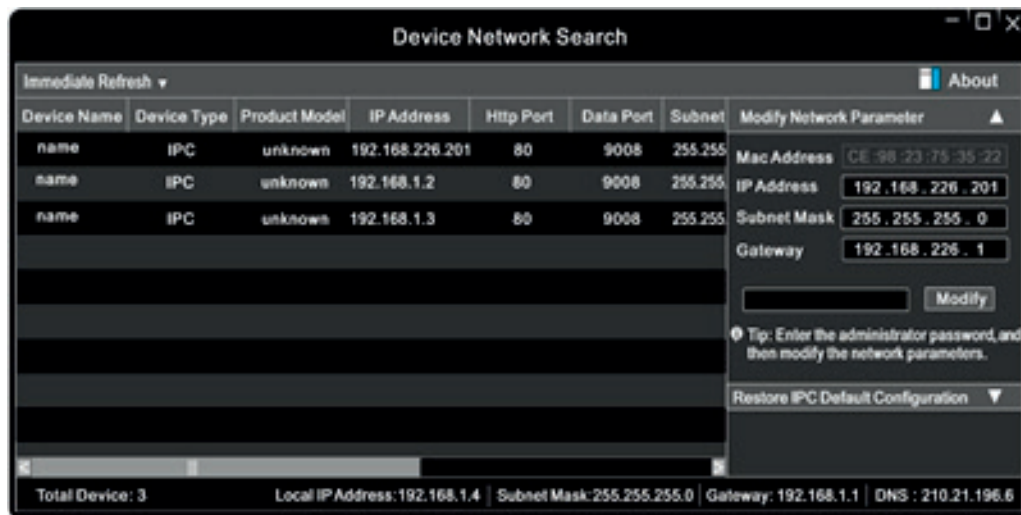 Device Network Search
Immediate Refresh
About
Device Name Device Type Product Model IP Address Http Port Data Port Subnet
name IPC unknown 192.168.226.201 80 9008 255.255
name IPC unknown 192.168.1.2 80 9008 255.255.
name IPC unknown 192.168.1.3 80 9008 255.255.
Modify Network Parameter
Mac Address CE:98:23:75:35:22
IP Address 192.168.226.201
Subnet Mask 255.255.255.0
Gateway 192.168.226.1
Modify
Tip: Enter the administrator password, and
then modify the network parameters.
Restore IPC Default Configuration
Total Device: 3 Local IP Address:192.168.1.4 Subnet Mask:255.255.255.0 Gateway: 192.168.1.1 DNS : 210.21.196.6